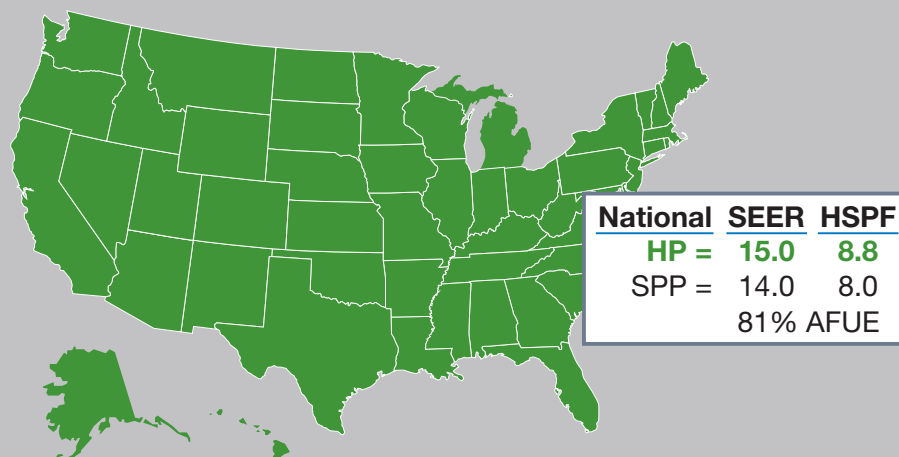 National SEER HSPF
HP = 15.0 8.8
SPP = 14.0 8.0
81% AFUE